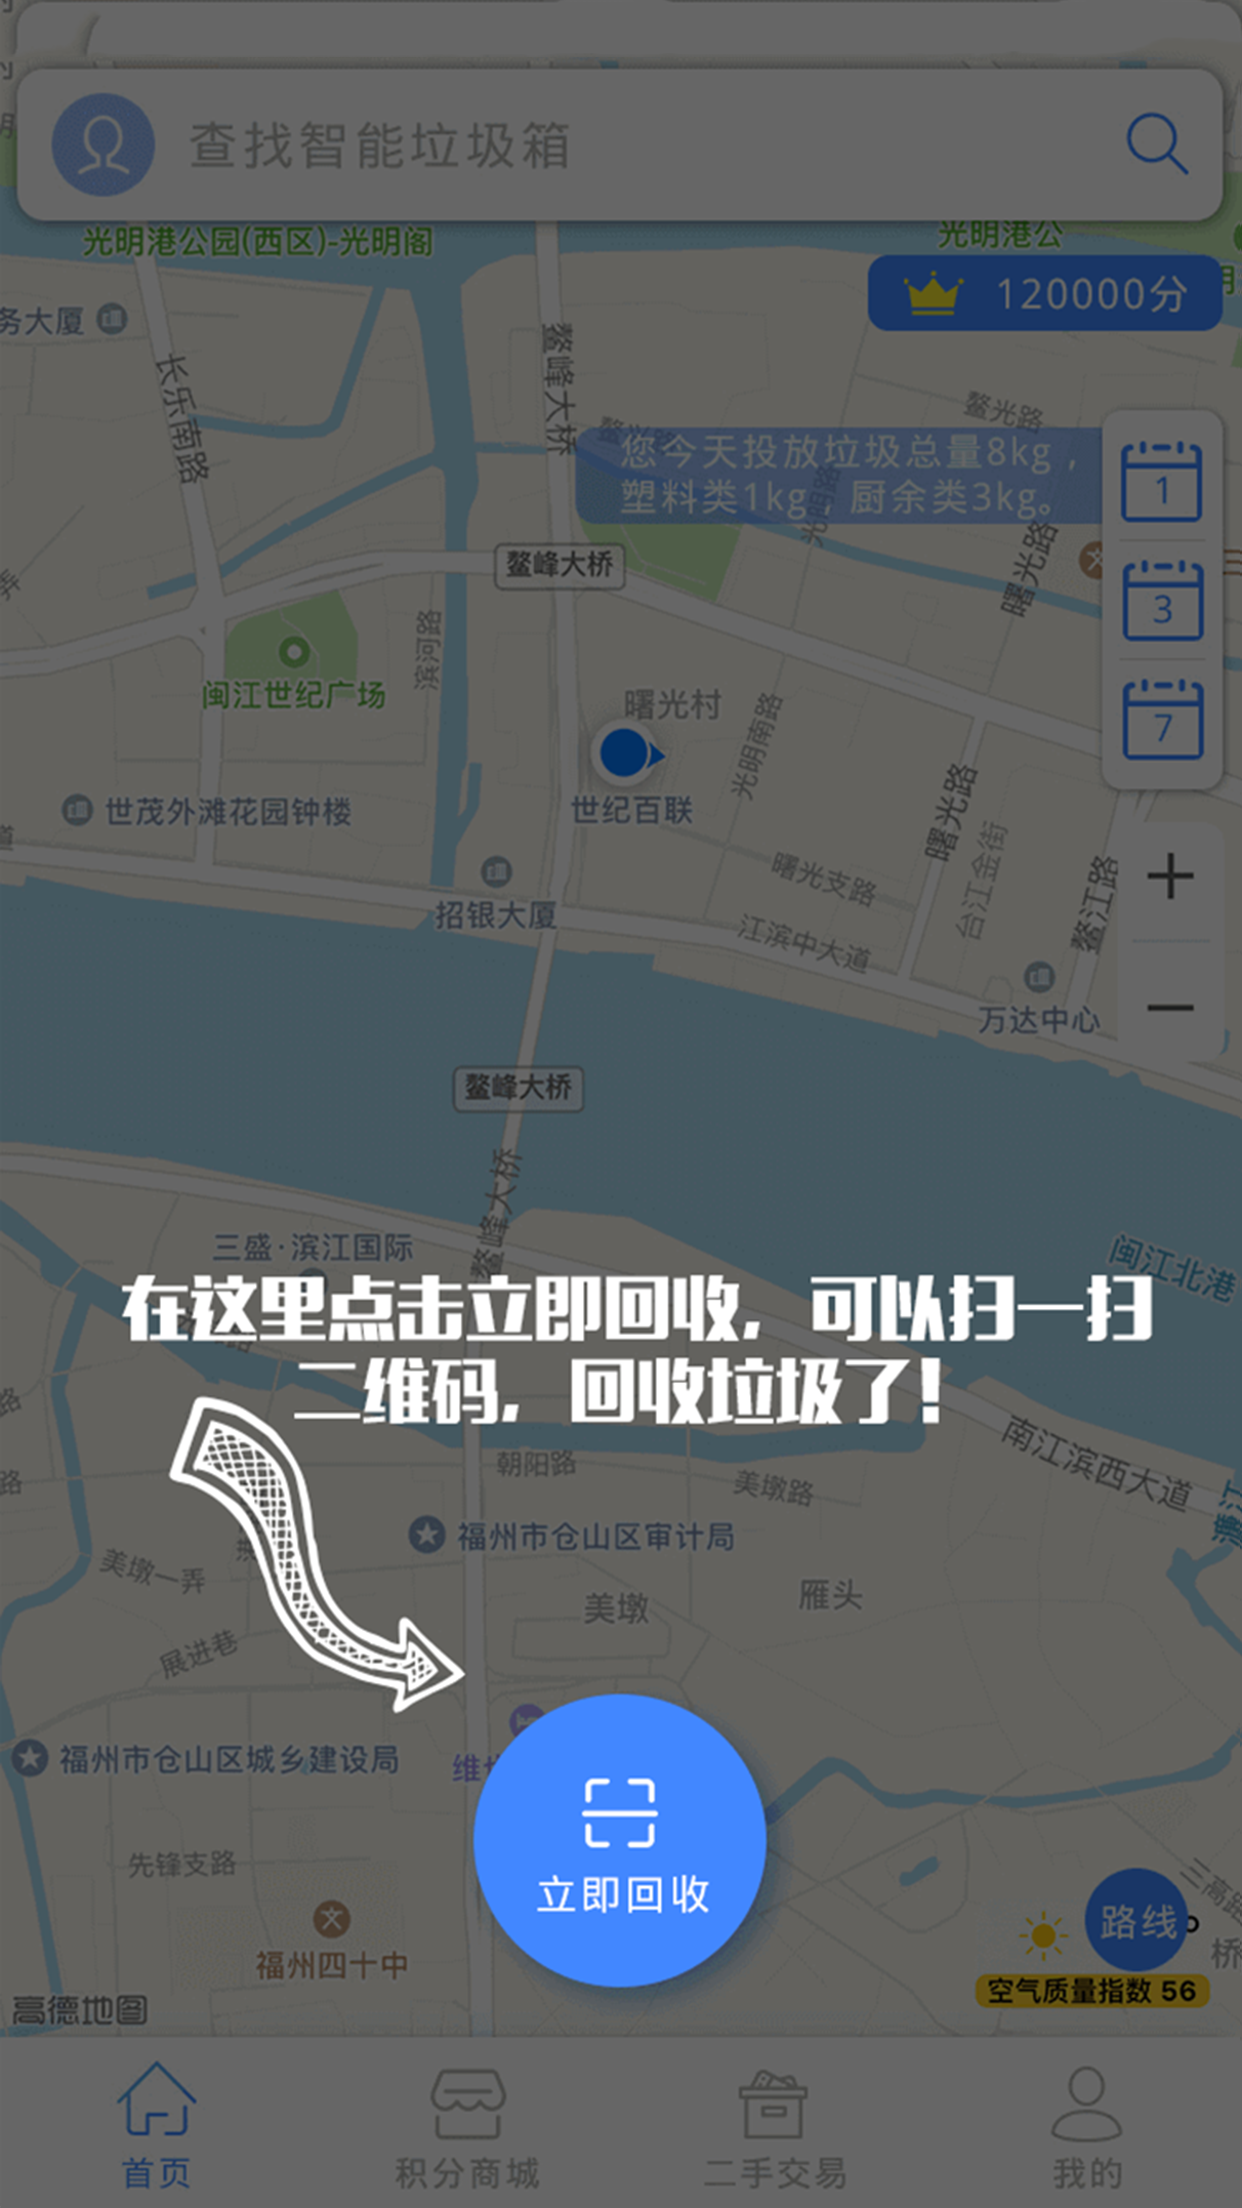 查找智能垃圾箱
光明港公园(西区)-光明阁
光明港公
120000分
务大厦
长乐南路
鳌峰大桥
鳌光路
您今天投放垃圾总量8kg，
塑料类1kg，厨余类3kg。
1
光明路
曙光路
鳌峰大桥
弄
3
滨河路
闽江世纪广场
曙光村
光明南路
7
世茂外滩花园钟楼
世纪百联
道
曙光路
曙光支路
台江金街
鳌江路
招银大厦
江滨中大道
万达中心
鳌峰大桥
鳌峰大桥
三盛·滨江国际
闽江北港
在这里点击立即回收，可以扫一扫
二维码，回收垃圾了！
路
朝阳路
南江滨西大道
路
美墩路
福州市仓山区审计局
美墩一弄
美墩
雁头
展进巷
福州市仓山区城乡建设局
立即回收
先锋支路
三高路
福州四十中
路线
桥
空气质量指数 56
高德地图
首页
积分商城
二手交易
我的